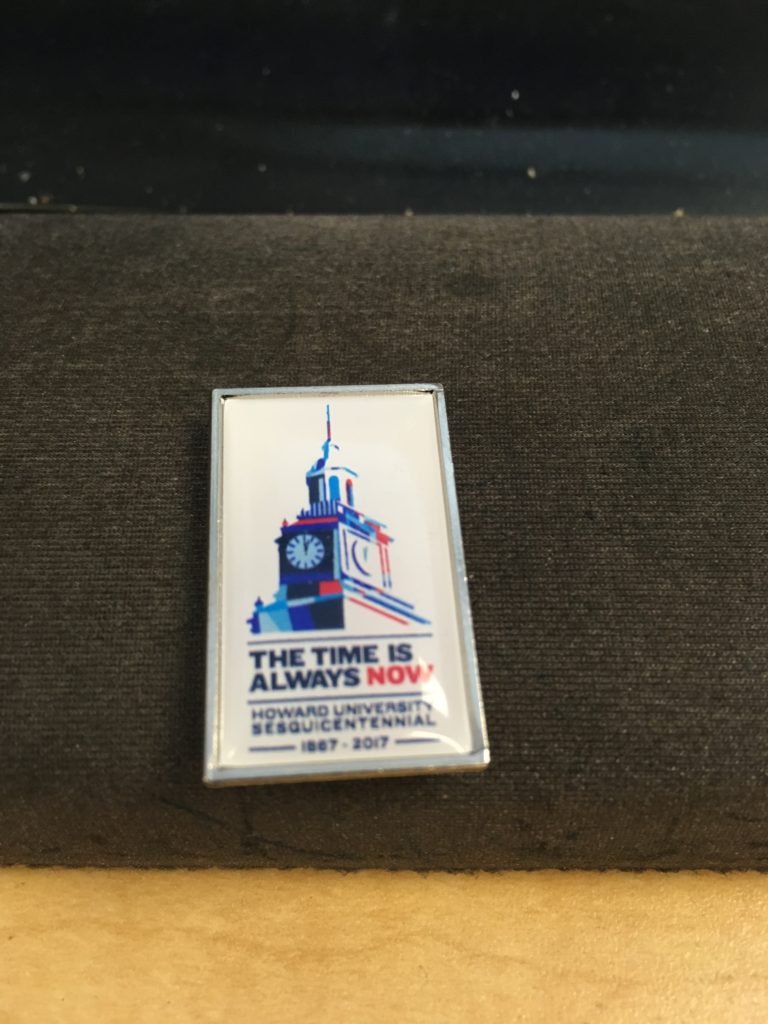 THE TIME IS
ALWAYS NOW
HOWARD UNIVERSITY
SESQUICENTENNIAL
1867 - 2017